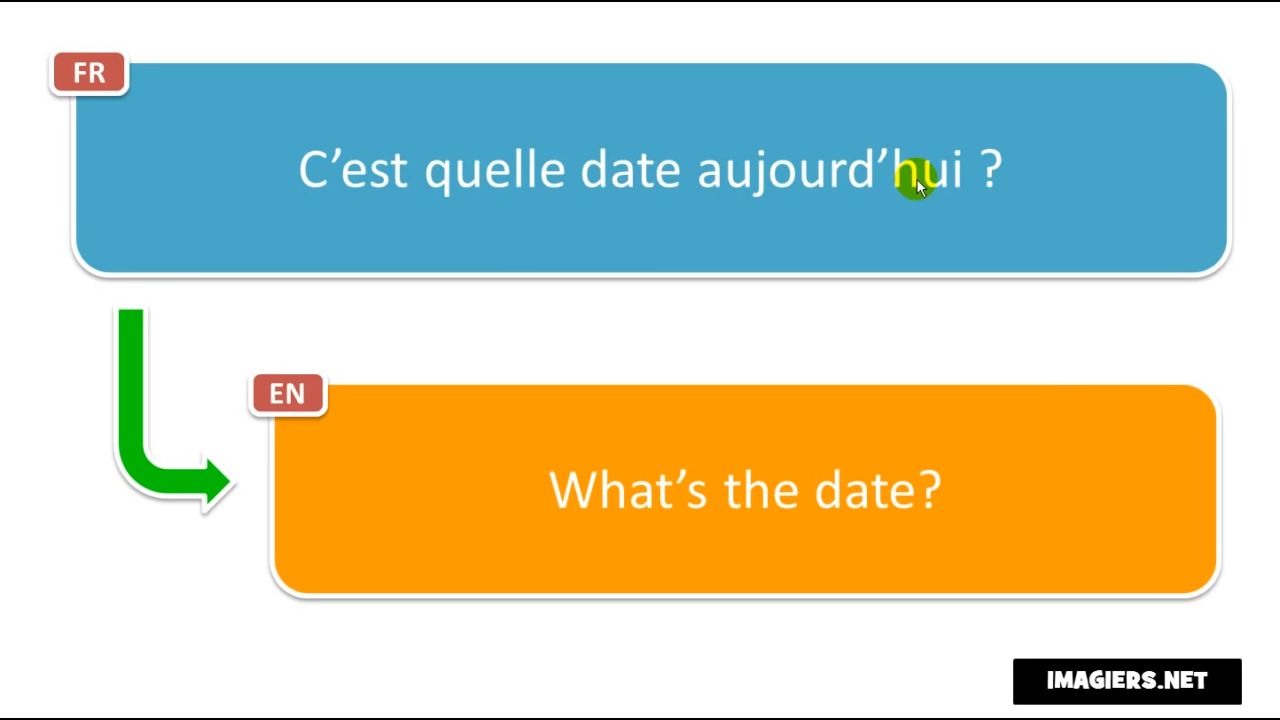 FR
C’est quelle date aujourd’hui ?
EN
What’s the date?
IMAGIERS.NET